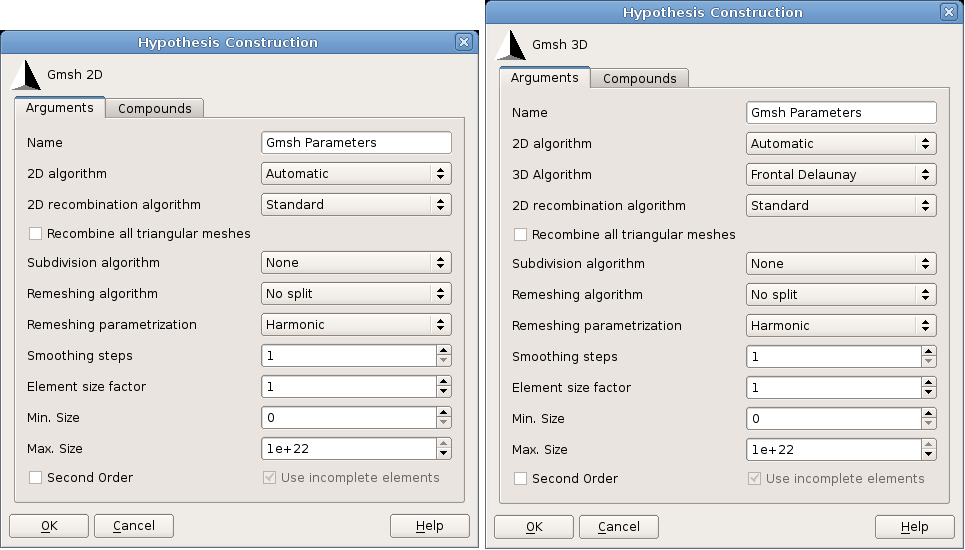 Hypothesis Construction
Gmsh 2D
Arguments Compounds
Name Gmsh Parameters
2D algorithm Automatic
2D recombination algorithm Standard
Recombine all triangular meshes
Subdivision algorithm None
Remeshing algorithm No split
Remeshing parametrization Harmonic
Smoothing steps 1
Element size factor 1
Min. Size 0
Max. Size 1e+22
Second Order Use incomplete elements
OK Cancel Help
Hypothesis Construction
Gmsh 3D
Arguments Compounds
Name Gmsh Parameters
2D algorithm Automatic
3D Algorithm Frontal Delaunay
2D recombination algorithm Standard
Recombine all triangular meshes
Subdivision algorithm None
Remeshing algorithm No split
Remeshing parametrization Harmonic
Smoothing steps 1
Element size factor 1
Min. Size 0
Max. Size 1e+22
Second Order Use incomplete elements
OK Cancel Help